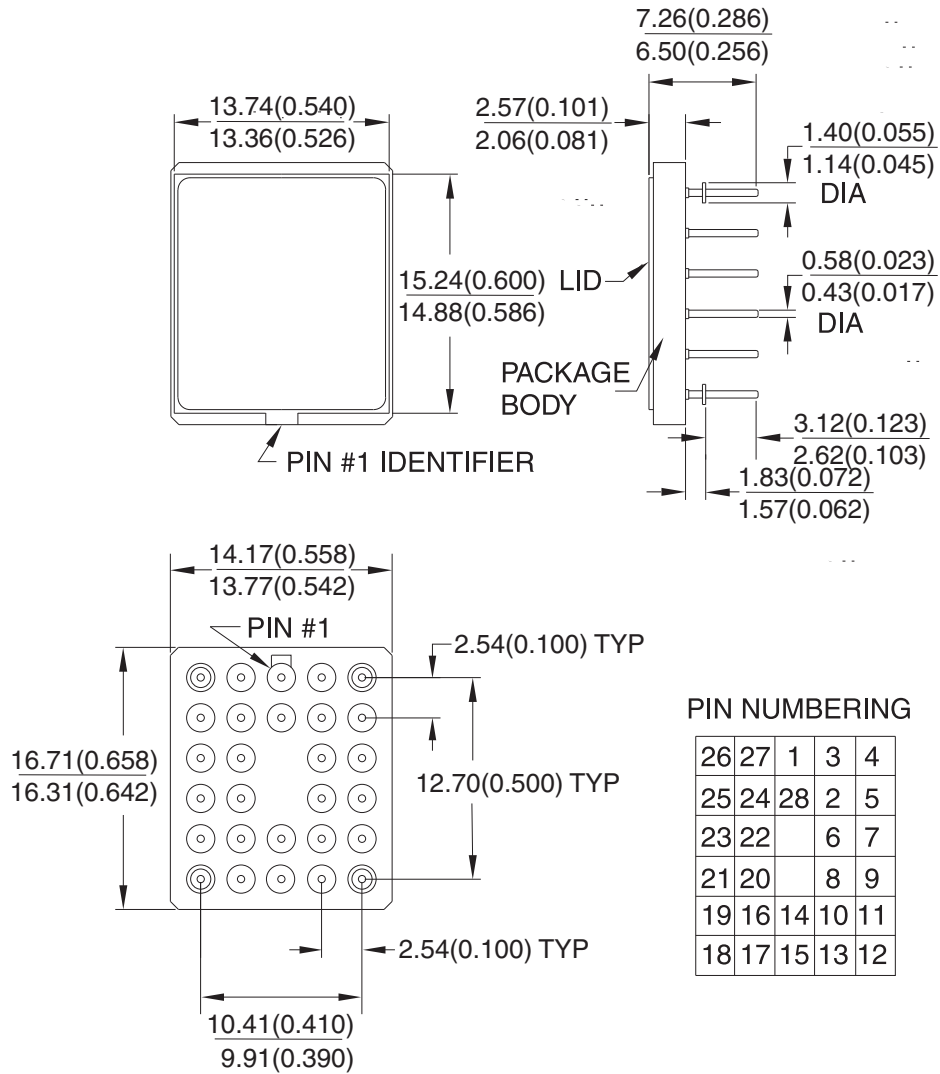 7.26(0.286)
6.50(0.256)
13.74(0.540)
13.36(0.526)
2.57(0.101)
2.06(0.081)
1.40(0.055)
1.14(0.045)
DIA
15.24(0.600)
14.88(0.586)
LID
0.58(0.023)
0.43(0.017)
DIA
PACKAGE
BODY
PIN #1 IDENTIFIER
3.12(0.123)
2.62(0.103)
1.83(0.072)
1.57(0.062)
14.17(0.558)
13.77(0.542)
PIN #1
2.54(0.100) TYP
16.71(0.658)
16.31(0.642)
12.70(0.500) TYP
2.54(0.100) TYP
10.41(0.410)
9.91(0.390)
PIN NUMBERING
26 27 1 3 4
25 24 28 2 5
23 22 6 7
21 20 8 9
19 16 14 10 11
18 17 15 13 12